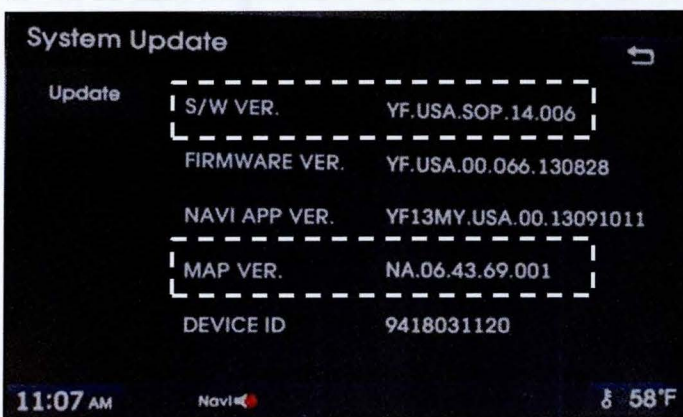 System Update
Update
S/W VER. YF.USA.SOP.14.006
FIRMWARE VER. YF.USA.00.066.130828
NAVI APP VER. YF13MY.USA.00.13091011
MAP VER. NA.06.43.69.001
DEVICE ID 9418031120
11:07 AM Navi 58°F